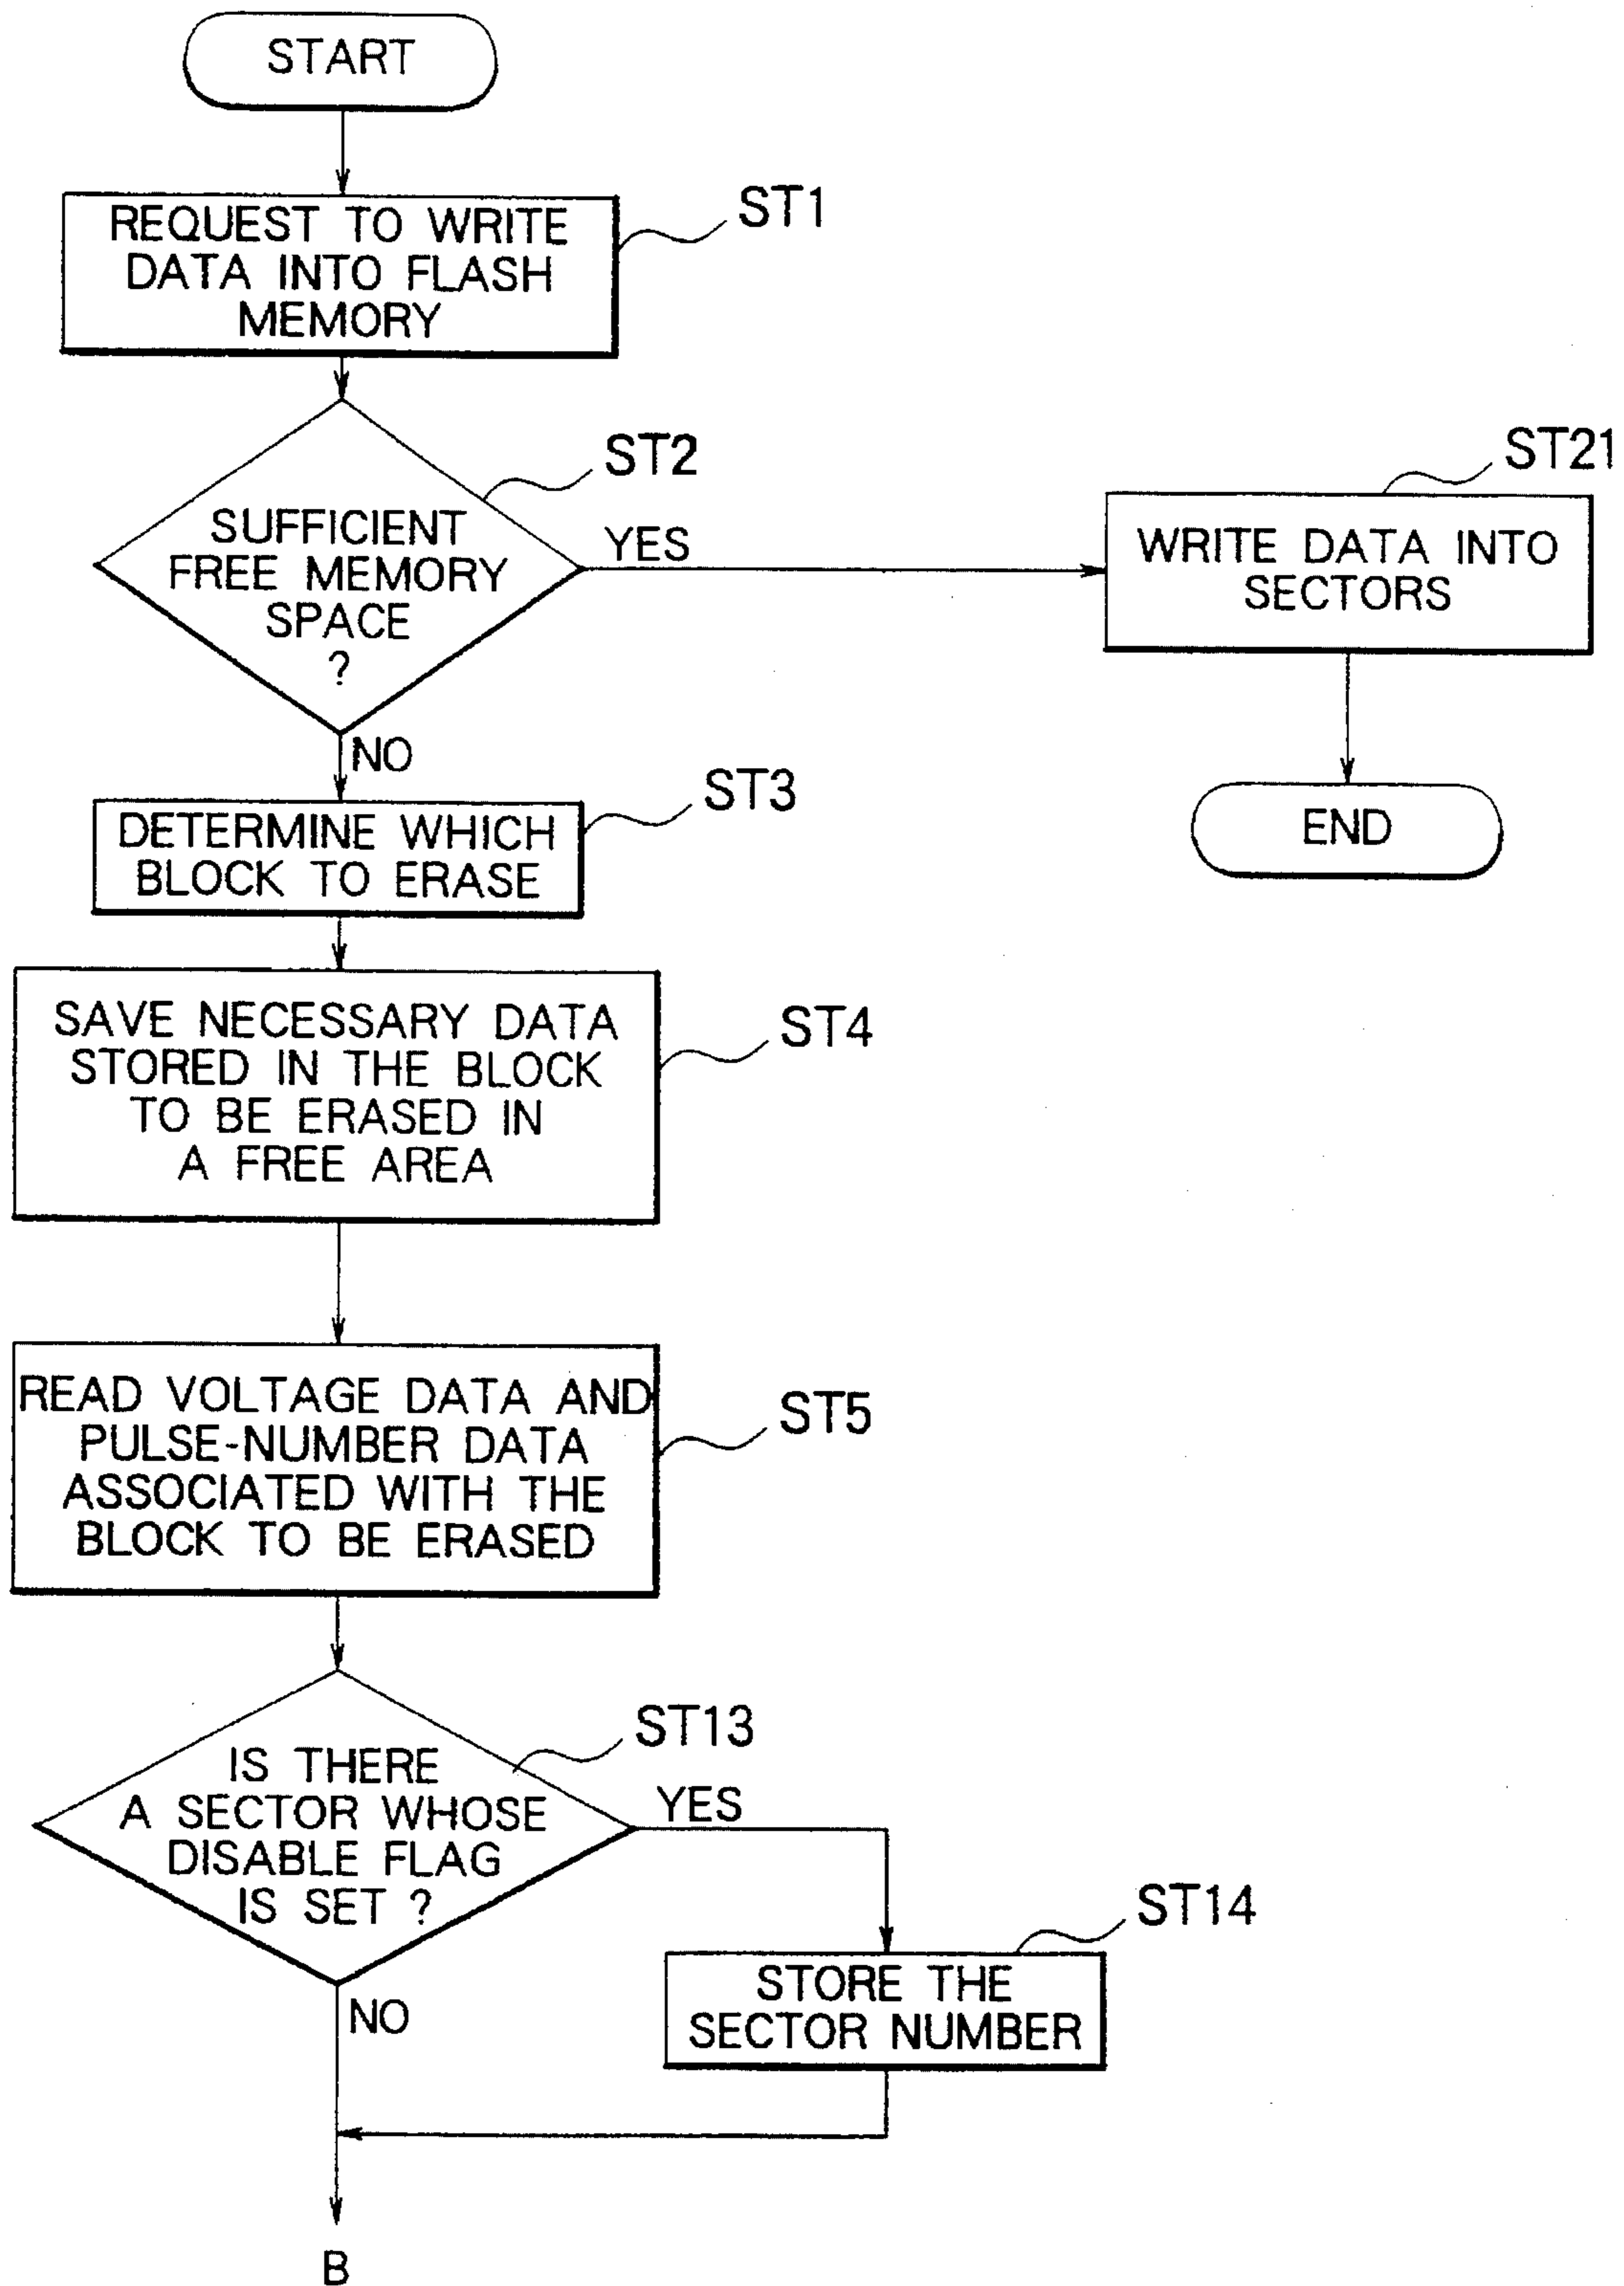 START
REQUEST TO WRITE
DATA INTO FLASH
MEMORY
ST1
SUFFICIENT
FREE MEMORY
SPACE
?
ST2
YES
WRITE DATA INTO
SECTORS
ST21
END
NO
DETERMINE WHICH
BLOCK TO ERASE
ST3
SAVE NECESSARY DATA
STORED IN THE BLOCK
TO BE ERASED IN
A FREE AREA
ST4
READ VOLTAGE DATA AND
PULSE-NUMBER DATA
ASSOCIATED WITH THE
BLOCK TO BE ERASED
ST5
IS THERE
A SECTOR WHOSE
DISABLE FLAG
IS SET ?
ST13
YES
STORE THE
SECTOR NUMBER
ST14
NO
B